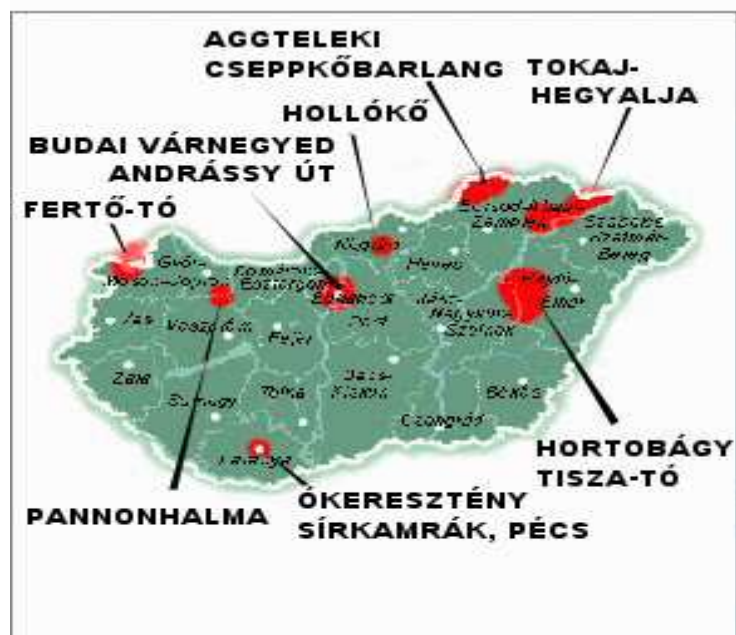 AGGTELEKI
CSEPPKŐBARLANG
TOKAJ-
HEGYALJA
HOLLÓKŐ
BUDAI VÁRNEGYED
ANDRÁSSY ÚT
FERTŐ-TÓ
Győr-
Heves
Vas
Fejér
Zala
Tolna
Somogy
Békés
Csongrád
HORTOBÁGY
TISZA-TÓ
PANNONHALMA
ÓKERESZTÉNY
SÍRKAMRÁK, PÉCS